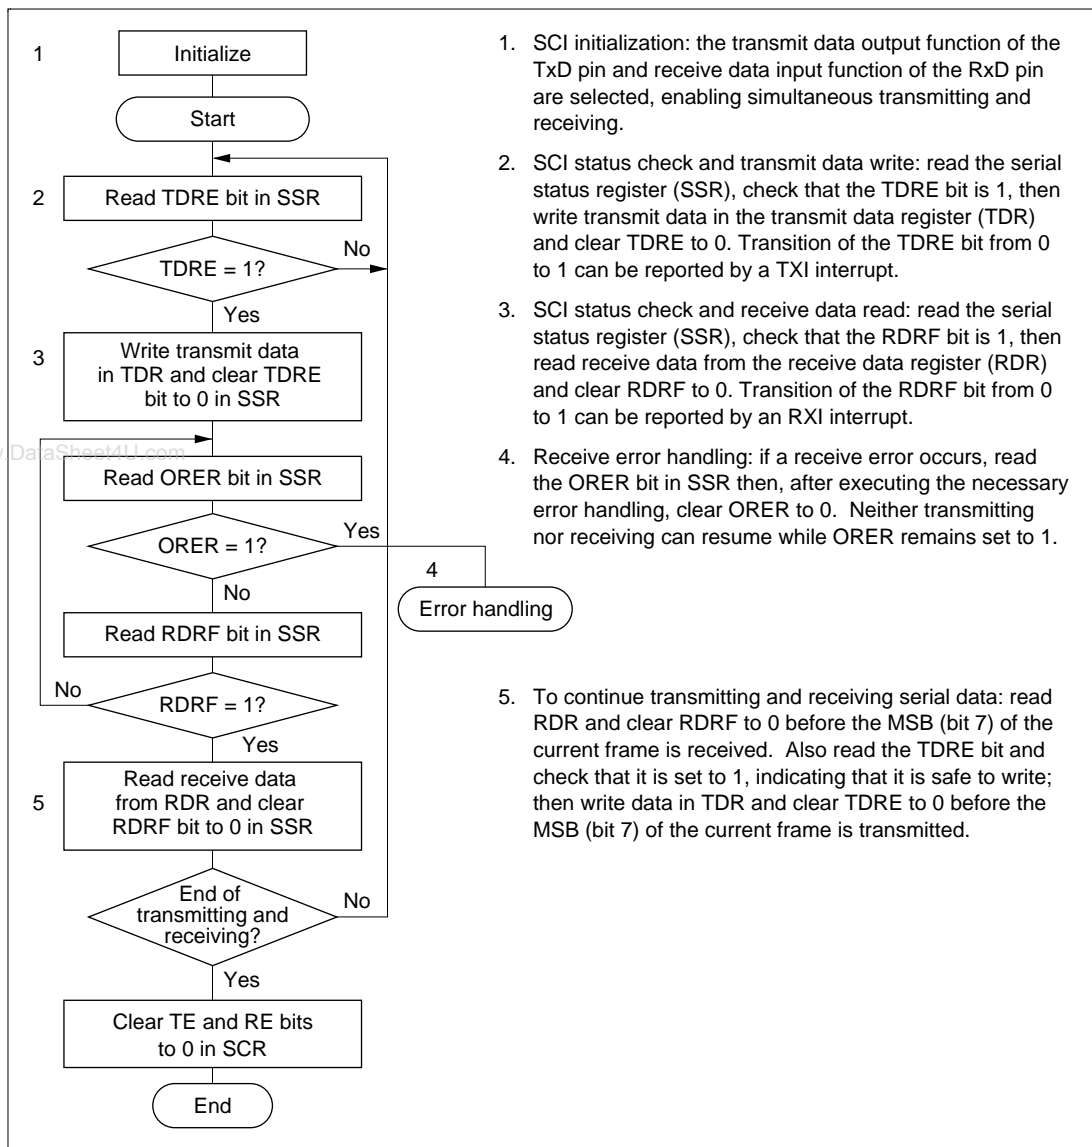 1
Initialize
Start
2
Read TDRE bit in SSR
TDRE = 1?
No
Yes
3
Write transmit data
in TDR and clear TDRE
bit to 0 in SSR
Read ORER bit in SSR
ORER = 1?
Yes
No
4
Error handling
Read RDRF bit in SSR
RDRF = 1?
No
Yes
5
Read receive data
from RDR and clear
RDRF bit to 0 in SSR
End of
transmitting and
receiving?
No
Yes
Clear TE and RE bits
to 0 in SCR
End
1. SCI initialization: the transmit data output function of the
TxD pin and receive data input function of the RxD pin
are selected, enabling simultaneous transmitting and
receiving.
2. SCI status check and transmit data write: read the serial
status register (SSR), check that the TDRE bit is 1, then
write transmit data in the transmit data register (TDR)
and clear TDRE to 0. Transition of the TDRE bit from 0
to 1 can be reported by a TXI interrupt.
3. SCI status check and receive data read: read the serial
status register (SSR), check that the RDRF bit is 1, then
read receive data from the receive data register (RDR)
and clear RDRF to 0. Transition of the RDRF bit from 0
to 1 can be reported by an RXI interrupt.
4. Receive error handling: if a receive error occurs, read
the ORER bit in SSR then, after executing the necessary
error handling, clear ORER to 0. Neither transmitting
nor receiving can resume while ORER remains set to 1.
5. To continue transmitting and receiving serial data: read
RDR and clear RDRF to 0 before the MSB (bit 7) of the
current frame is received. Also read the TDRE bit and
check that it is set to 1, indicating that it is safe to write;
then write data in TDR and clear TDRE to 0 before the
MSB (bit 7) of the current frame is transmitted.
.DataSheet4U.com